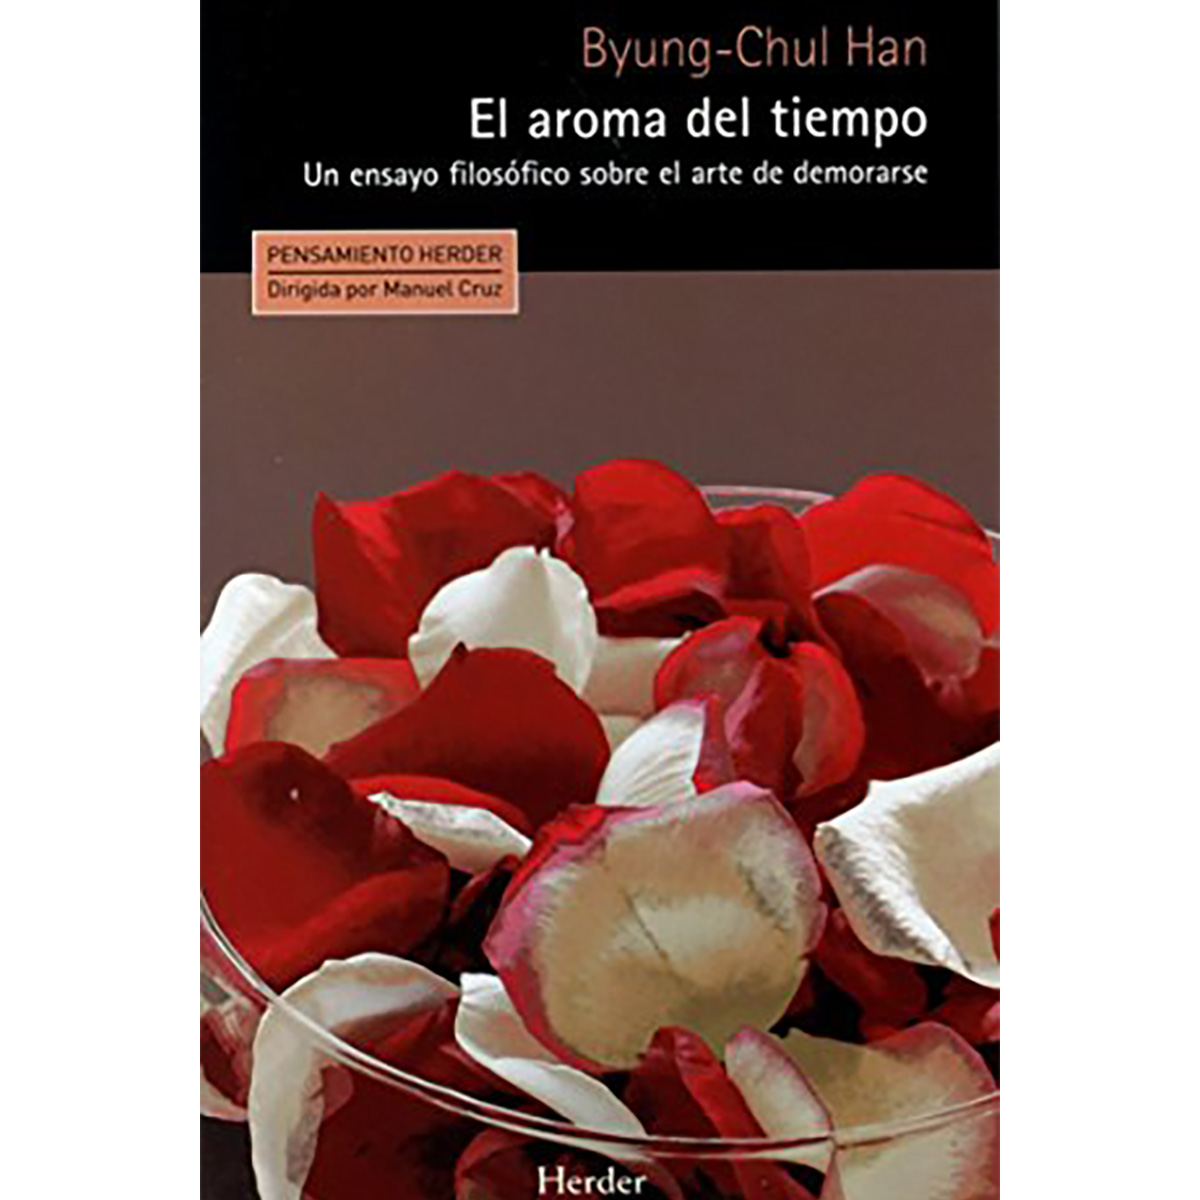 Byung-Chul Han
El aroma del tiempo
Un ensayo filosófico sobre el arte de demorarse
PENSAMIENTO HERDER
Dirigida por Manuel Cruz
Herder